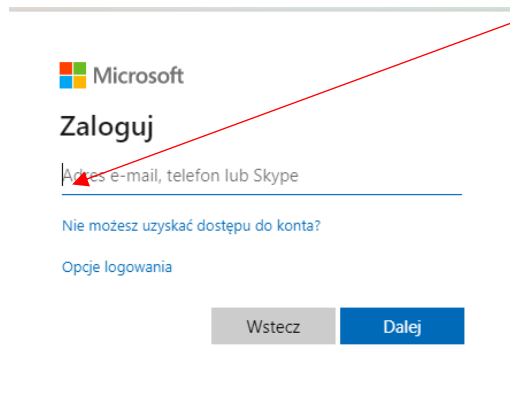 Microsoft
Zaloguj
Adres e-mail, telefon lub Skype
Nie możesz uzyskać dostępu do konta?
Opcje logowania
Wstecz Dalej